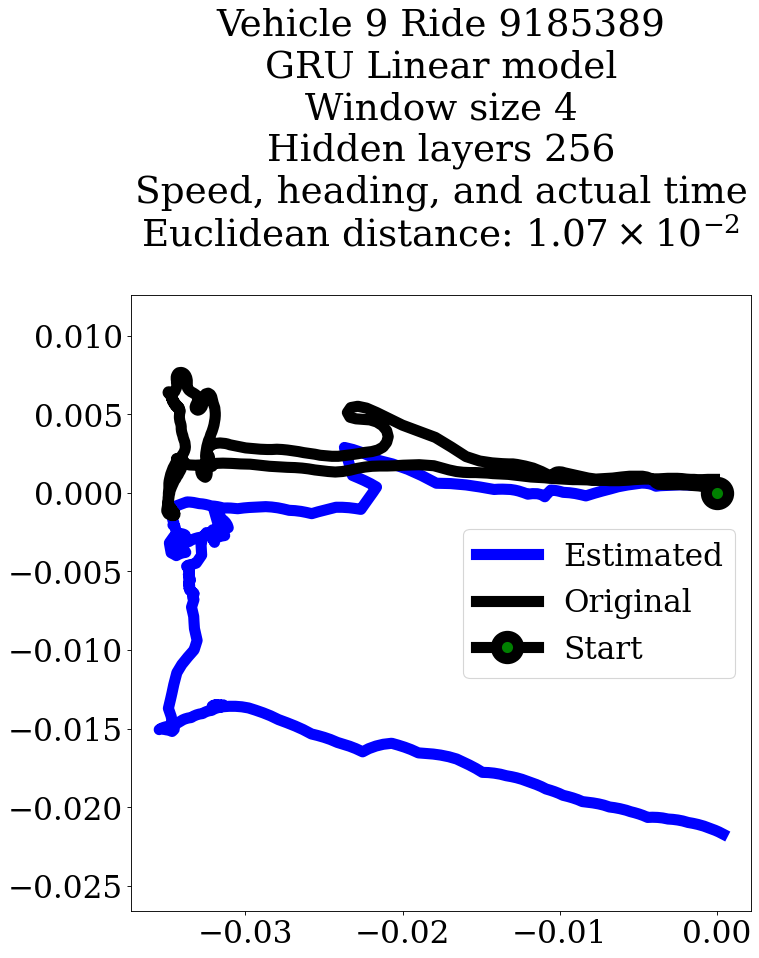 Vehicle 9 Ride 9185389
GRU Linear model
Window size 4
Hidden layers 256
Speed, heading, and actual time
Euclidean distance: 1.07 × 10⁻²
0.010
0.005
0.000
−0.005
−0.010
−0.015
−0.020
−0.025
Estimated
Original
Start
−0.03 −0.02 −0.01 0.00